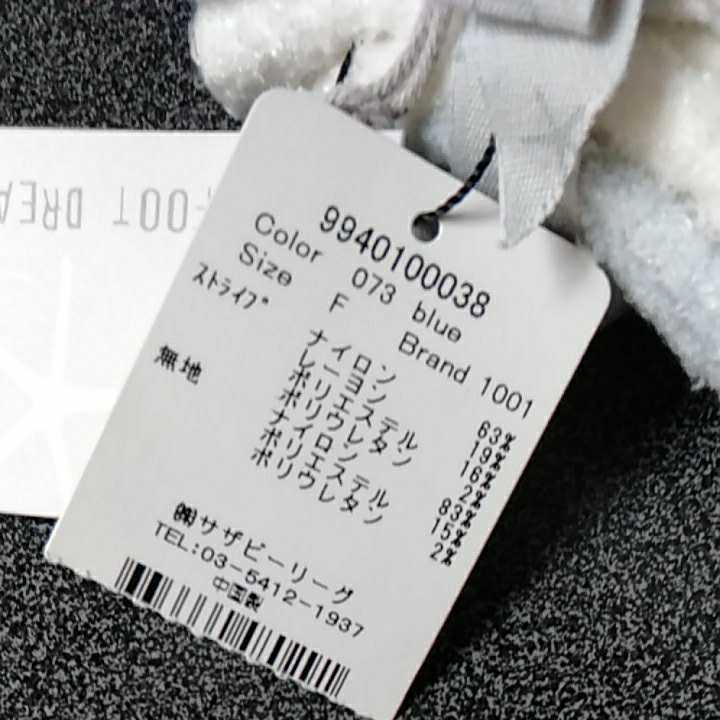 9940100038
Color 073 blue
Size F Brand 1001
ストライプ
ナイロン 63%
レーヨン 19%
ポリエステル 16%
ポリウレタン 2%
無地
ナイロン 83%
ポリエステル 15%
ポリウレタン 2%
㈱サザビーリーグ
TEL:03-5412-1937
中国製
FOOT DREA